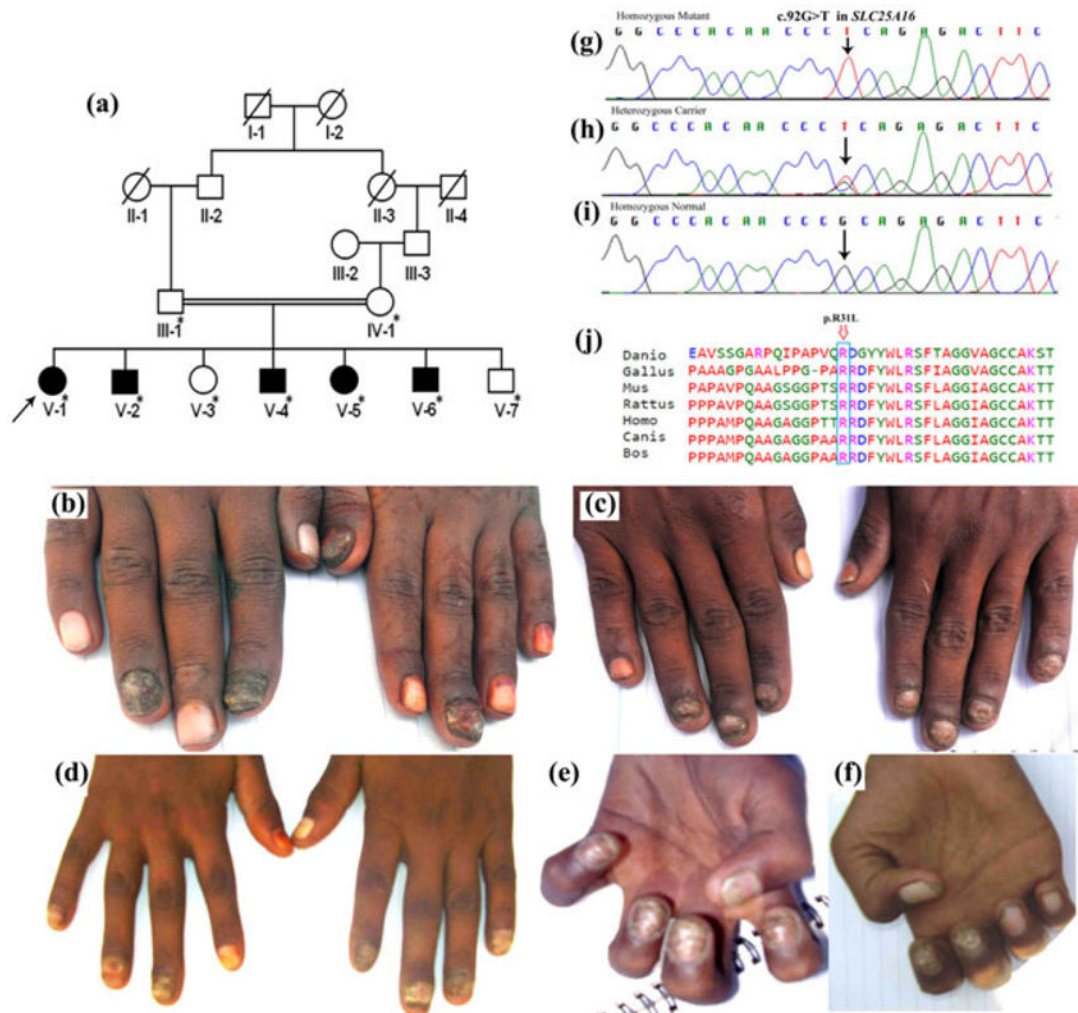 (a)
I-1 I-2
II-1 II-2 II-3 II-4
III-2 III-3
III-1* IV-1*
V-1* V-2* V-3* V-4* V-5* V-6* V-7*
c.92G>T in SLC25A16
(g) Homozygous Mutant
G G C C C A C A A C C C T C A G A G A C T T C
(h) Heterozygous Carrier
G G C C C A C A A C C C T C A G A G A C T T C
(i) Homozygous Normal
G G C C C A C A A C C C G C A G A G A C T T C
p.R31L
(j)
Danio EAVSSGARPQIPAPVQRDGYYWLRSFTAGGVAGCCAKST
Gallus PAAAGPGAALPPG-PARRDFYWLRSFIAGGVAGCCAKTT
Mus PAPAVPQAAGSGGPTSRRDFYWLRSFLAGGIAGCCAKTT
Rattus PPPAVPQAAGSGGPTSRRDFYWLRSFLAGGIAGCCAKTT
Homo PPPAMPQAAGAGGPTTRRDFYWLRSFLAGGIAGCCAKTT
Canis PPPAMPQAAGAGGPAARRDFYWLRSFLAGGIAGCCAKTT
Bos PPPAMPQAAGAGGPAARRDFYWLRSFLAGGIAGCCAKTT
(b) (c)
(d) (e) (f)